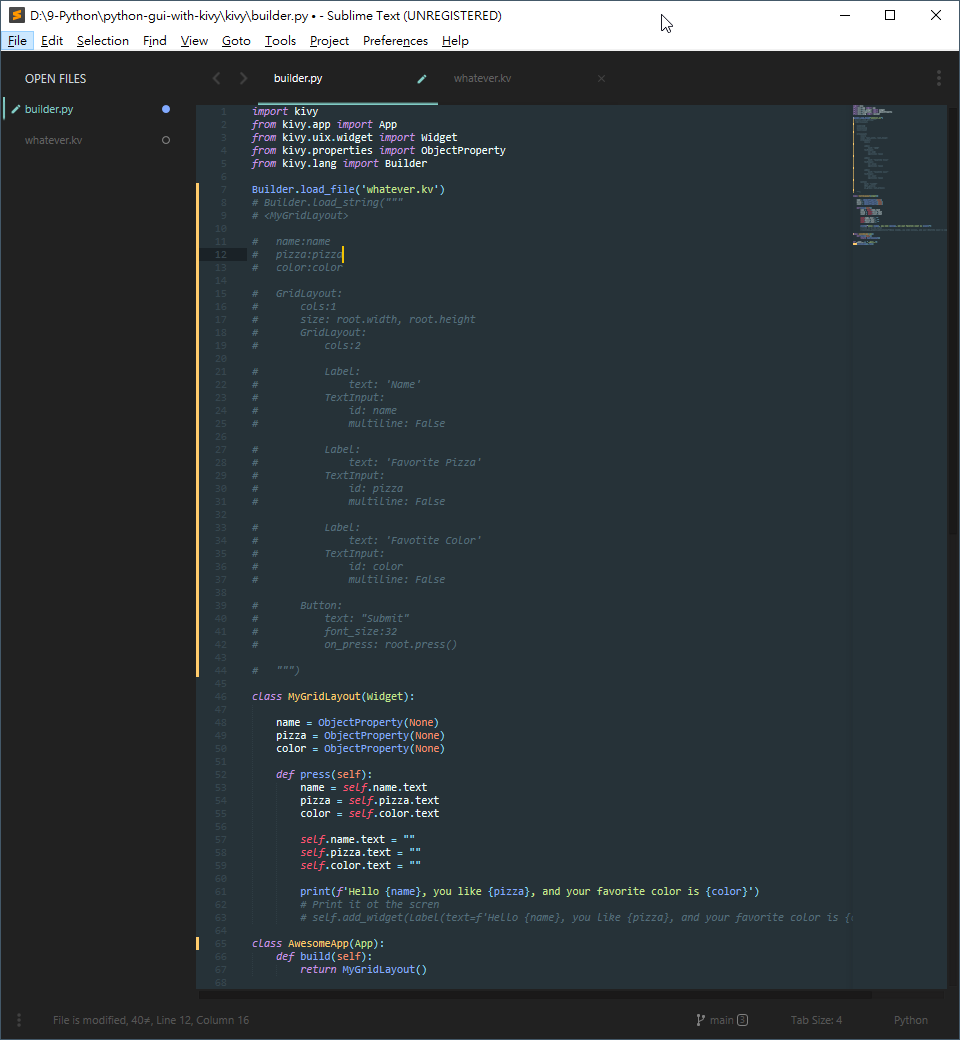 D:\9-Python\python-gui-with-kivy\kivy\builder.py • - Sublime Text (UNREGISTERED)
File Edit Selection Find View Goto Tools Project Preferences Help
OPEN FILES
builder.py
whatever.kv
builder.py whatever.kv
1 import kivy
2 from kivy.app import App
3 from kivy.uix.widget import Widget
4 from kivy.properties import ObjectProperty
5 from kivy.lang import Builder
6
7 Builder.load_file('whatever.kv')
8 # Builder.load_string("""
9 # <MyGridLayout>
10
11 #   name:name
12 #   pizza:pizza
13 #   color:color
14
15 #   GridLayout:
16 #       cols:1
17 #       size: root.width, root.height
18 #       GridLayout:
19 #           cols:2
20
21 #           Label:
22 #               text: 'Name'
23 #           TextInput:
24 #               id: name
25 #               multiline: False
26
27 #           Label:
28 #               text: 'Favorite Pizza'
29 #           TextInput:
30 #               id: pizza
31 #               multiline: False
32
33 #           Label:
34 #               text: 'Favotite Color'
35 #           TextInput:
36 #               id: color
37 #               multiline: False
38
39 #       Button:
40 #           text: "Submit"
41 #           font_size:32
42 #           on_press: root.press()
43
44 #   """)
45
46 class MyGridLayout(Widget):
47
48     name = ObjectProperty(None)
49     pizza = ObjectProperty(None)
50     color = ObjectProperty(None)
51
52     def press(self):
53         name = self.name.text
54         pizza = self.pizza.text
55         color = self.color.text
56
57         self.name.text = ""
58         self.pizza.text = ""
59         self.color.text = ""
60
61         print(f'Hello {name}, you like {pizza}, and your favorite color is {color}')
62         # Print it ot the scren
63         # self.add_widget(Label(text=f'Hello {name}, you like {pizza}, and your favorite color is {
64
65 class AwesomeApp(App):
66     def build(self):
67         return MyGridLayout()
68
File is modified, 40≠, Line 12, Column 16 main 3 Tab Size: 4 Python